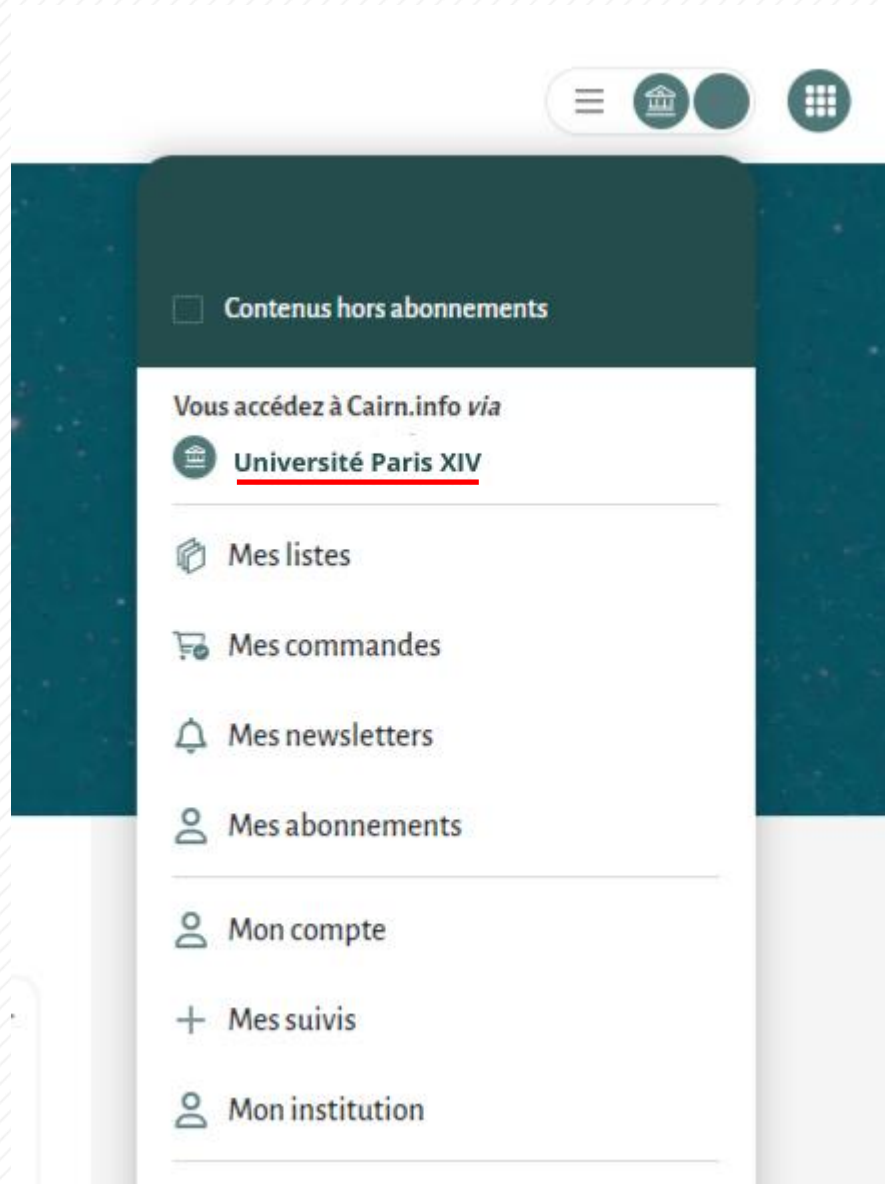 Contenus hors abonnements
Vous accédez à Cairn.info via
Université Paris XIV
Mes listes
Mes commandes
Mes newsletters
Mes abonnements
Mon compte
Mes suivis
Mon institution